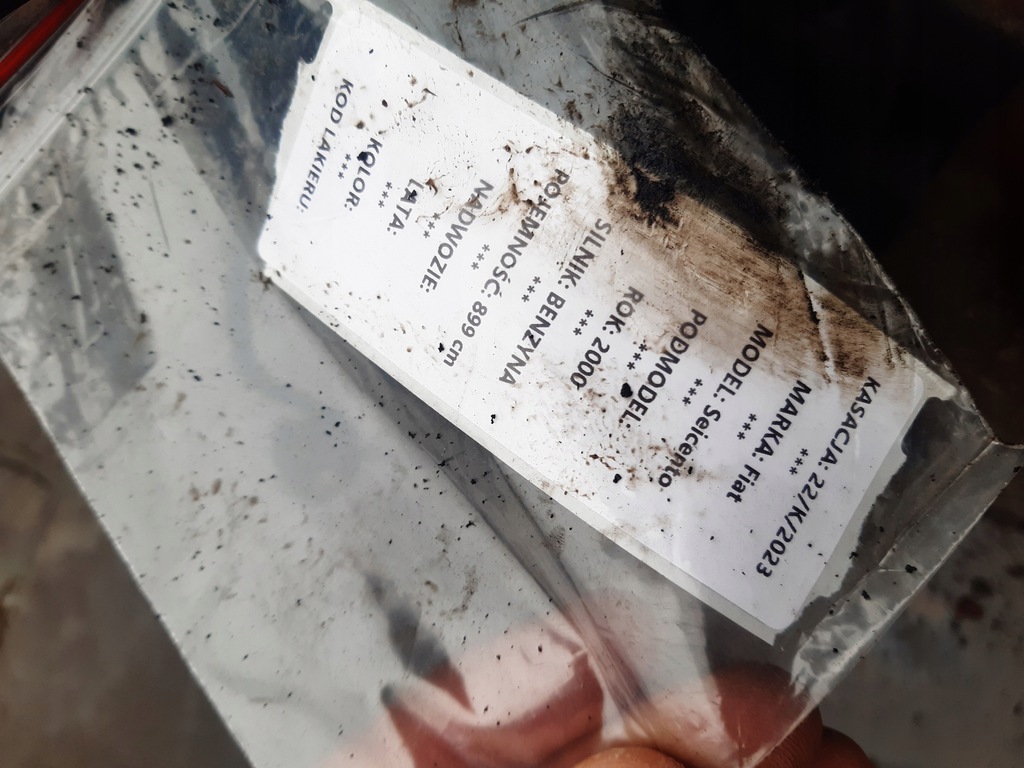 KASACJA: 22/K/2023
***
MARKA: Fiat
***
MODEL: Seicento
***
PODMODEL:
***
ROK: 2000
***
SILNIK: BENZYNA
***
POJEMNOŚĆ: 899 cm
***
NADWOZIE:
***
LATA:
***
KOLOR:
***
KOD LAKIERU: